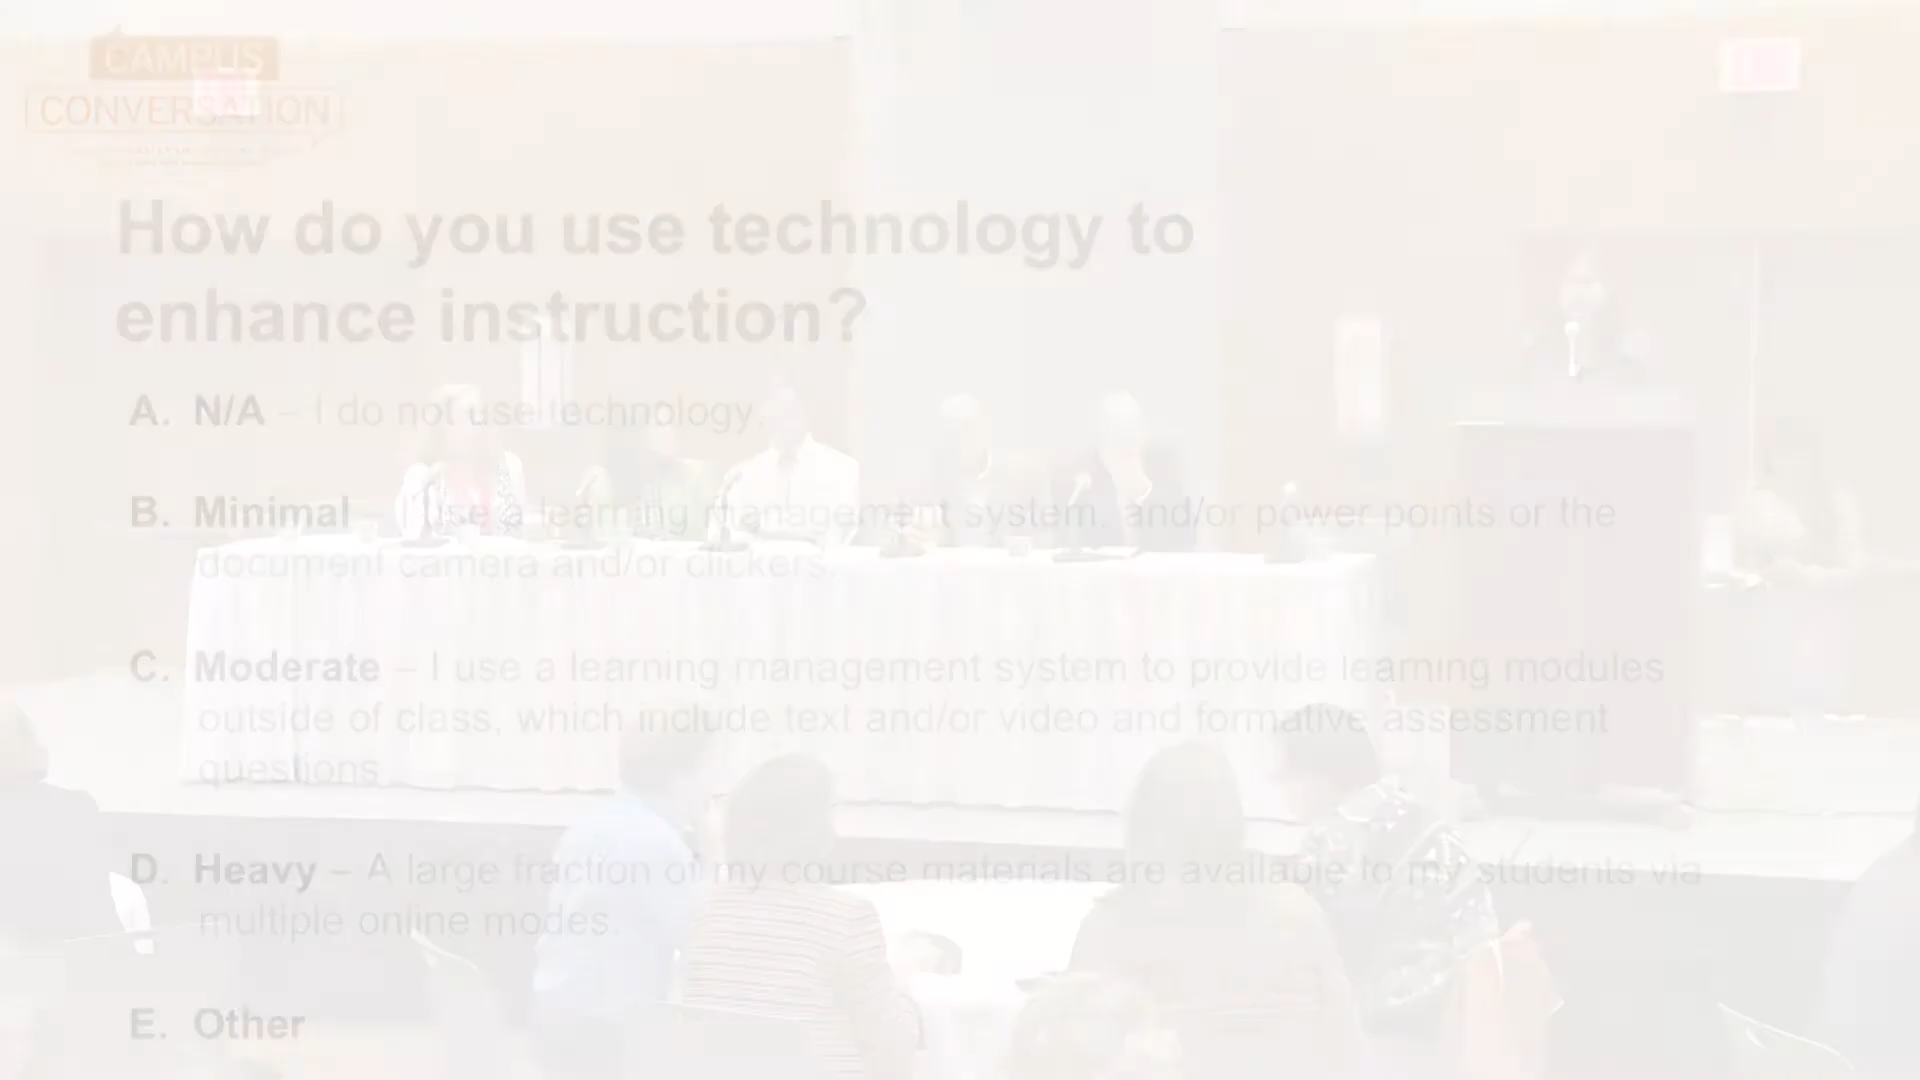 CAMPUS
CONVERSATION
How do you use technology to
enhance instruction?
A. N/A – I do not use technology.
B. Minimal – I use a learning management system, and/or power points or the
document camera and/or clickers.
C. Moderate – I use a learning management system to provide learning modules
outside of class, which include text and/or video and formative assessment
questions.
D. Heavy – A large fraction of my course materials are available to my students via
multiple online modes.
E. Other